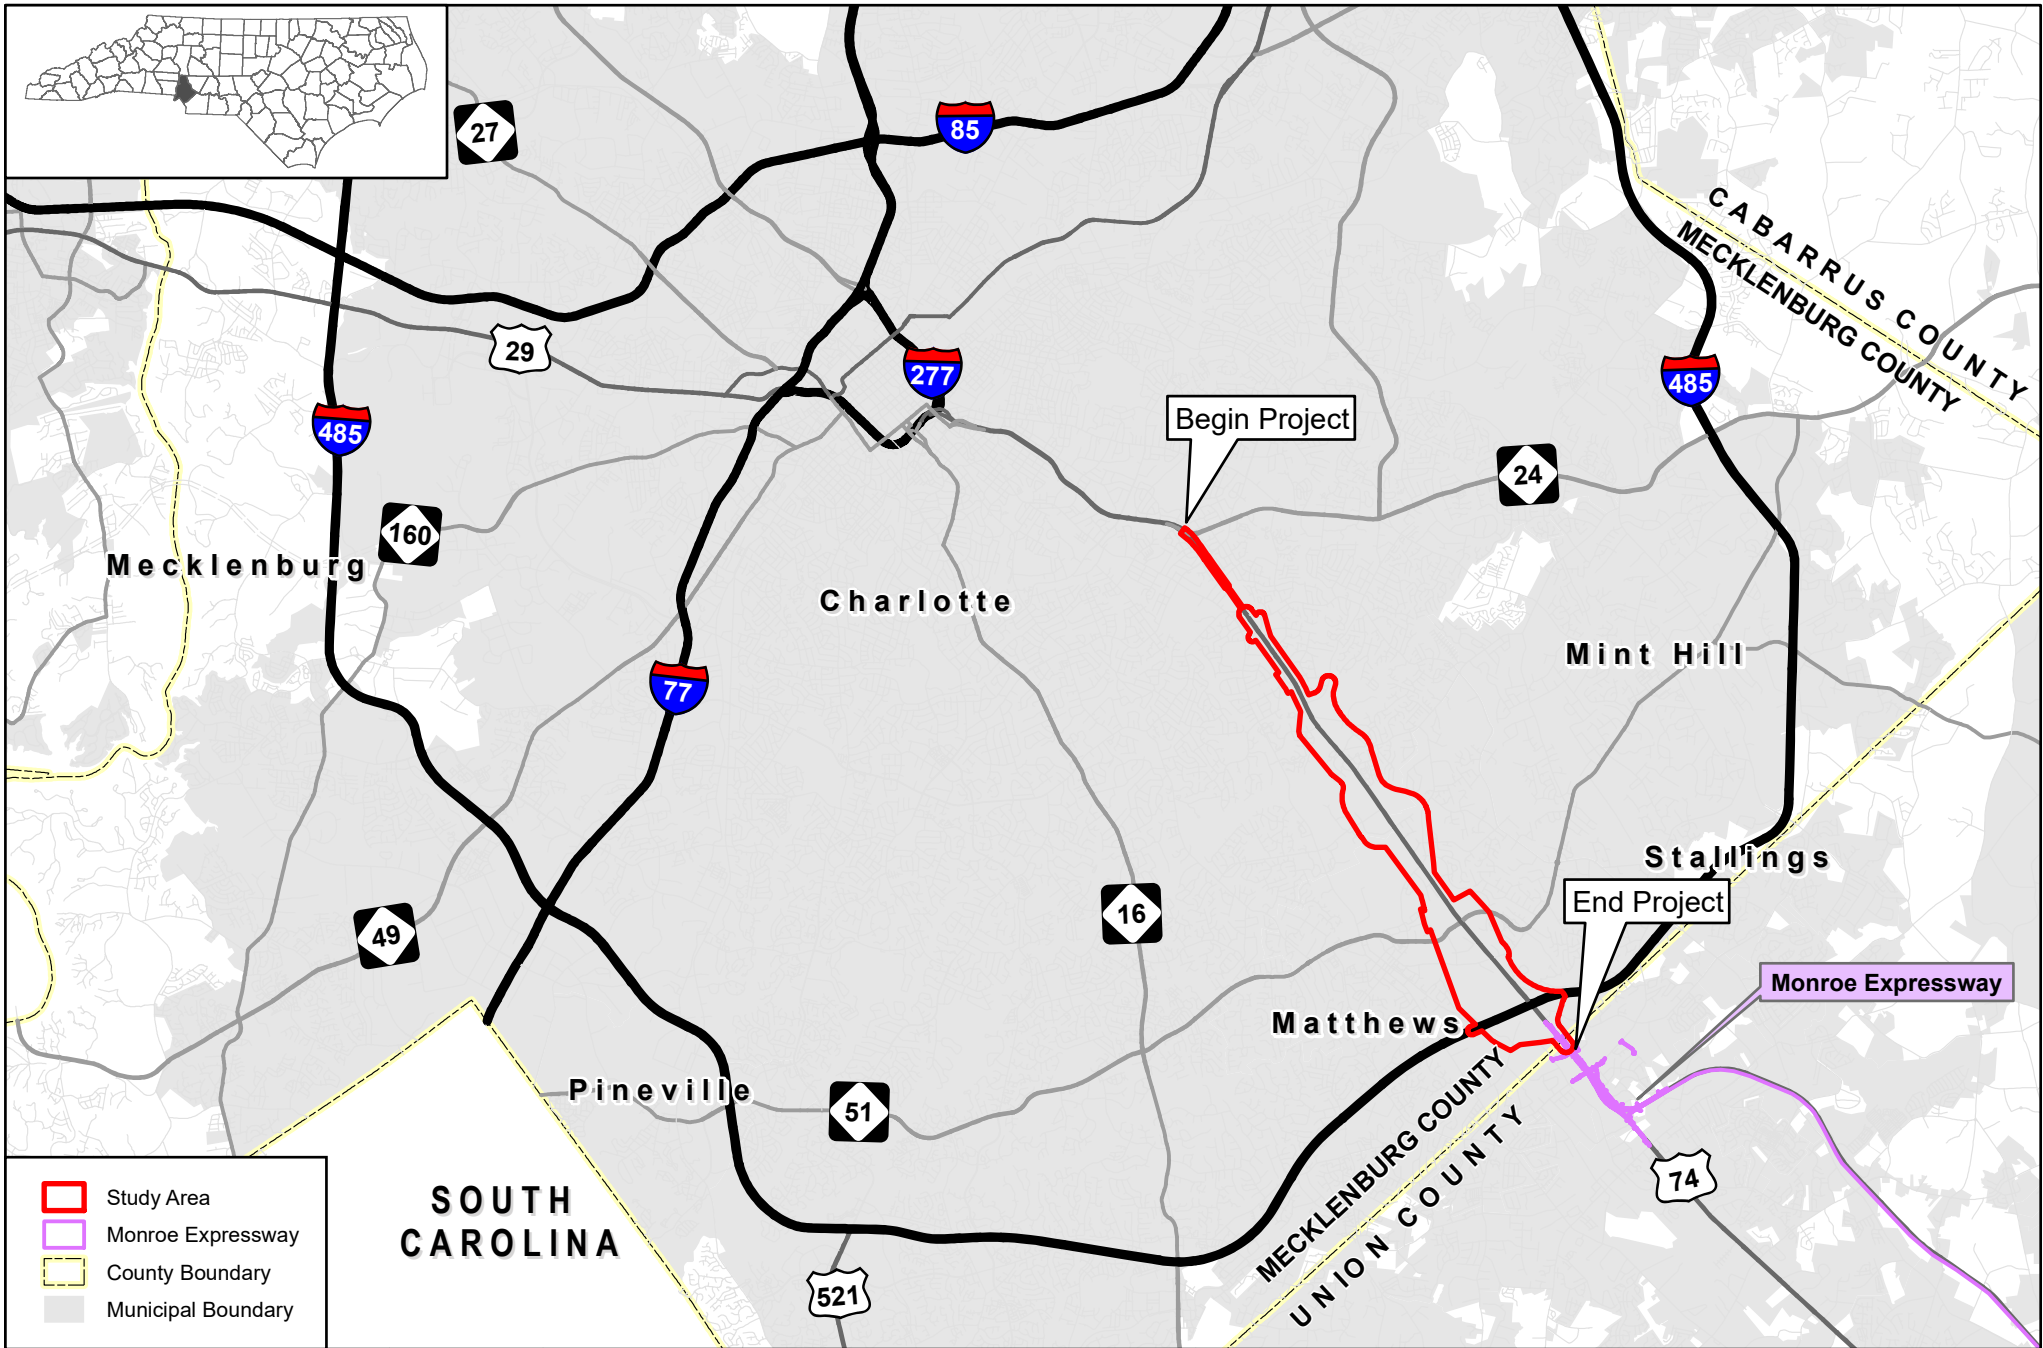 27
85
CABARRUS COUNTY
MECKLENBURG COUNTY
29
277
485
485
Begin Project
24
160
Mecklenburg
Charlotte
Mint Hill
77
Stallings
End Project
16
49
Monroe Expressway
Matthews
Pineville
51
MECKLENBURG COUNTY
UNION COUNTY
74
SOUTH
CAROLINA
521
Study Area
Monroe Expressway
County Boundary
Municipal Boundary